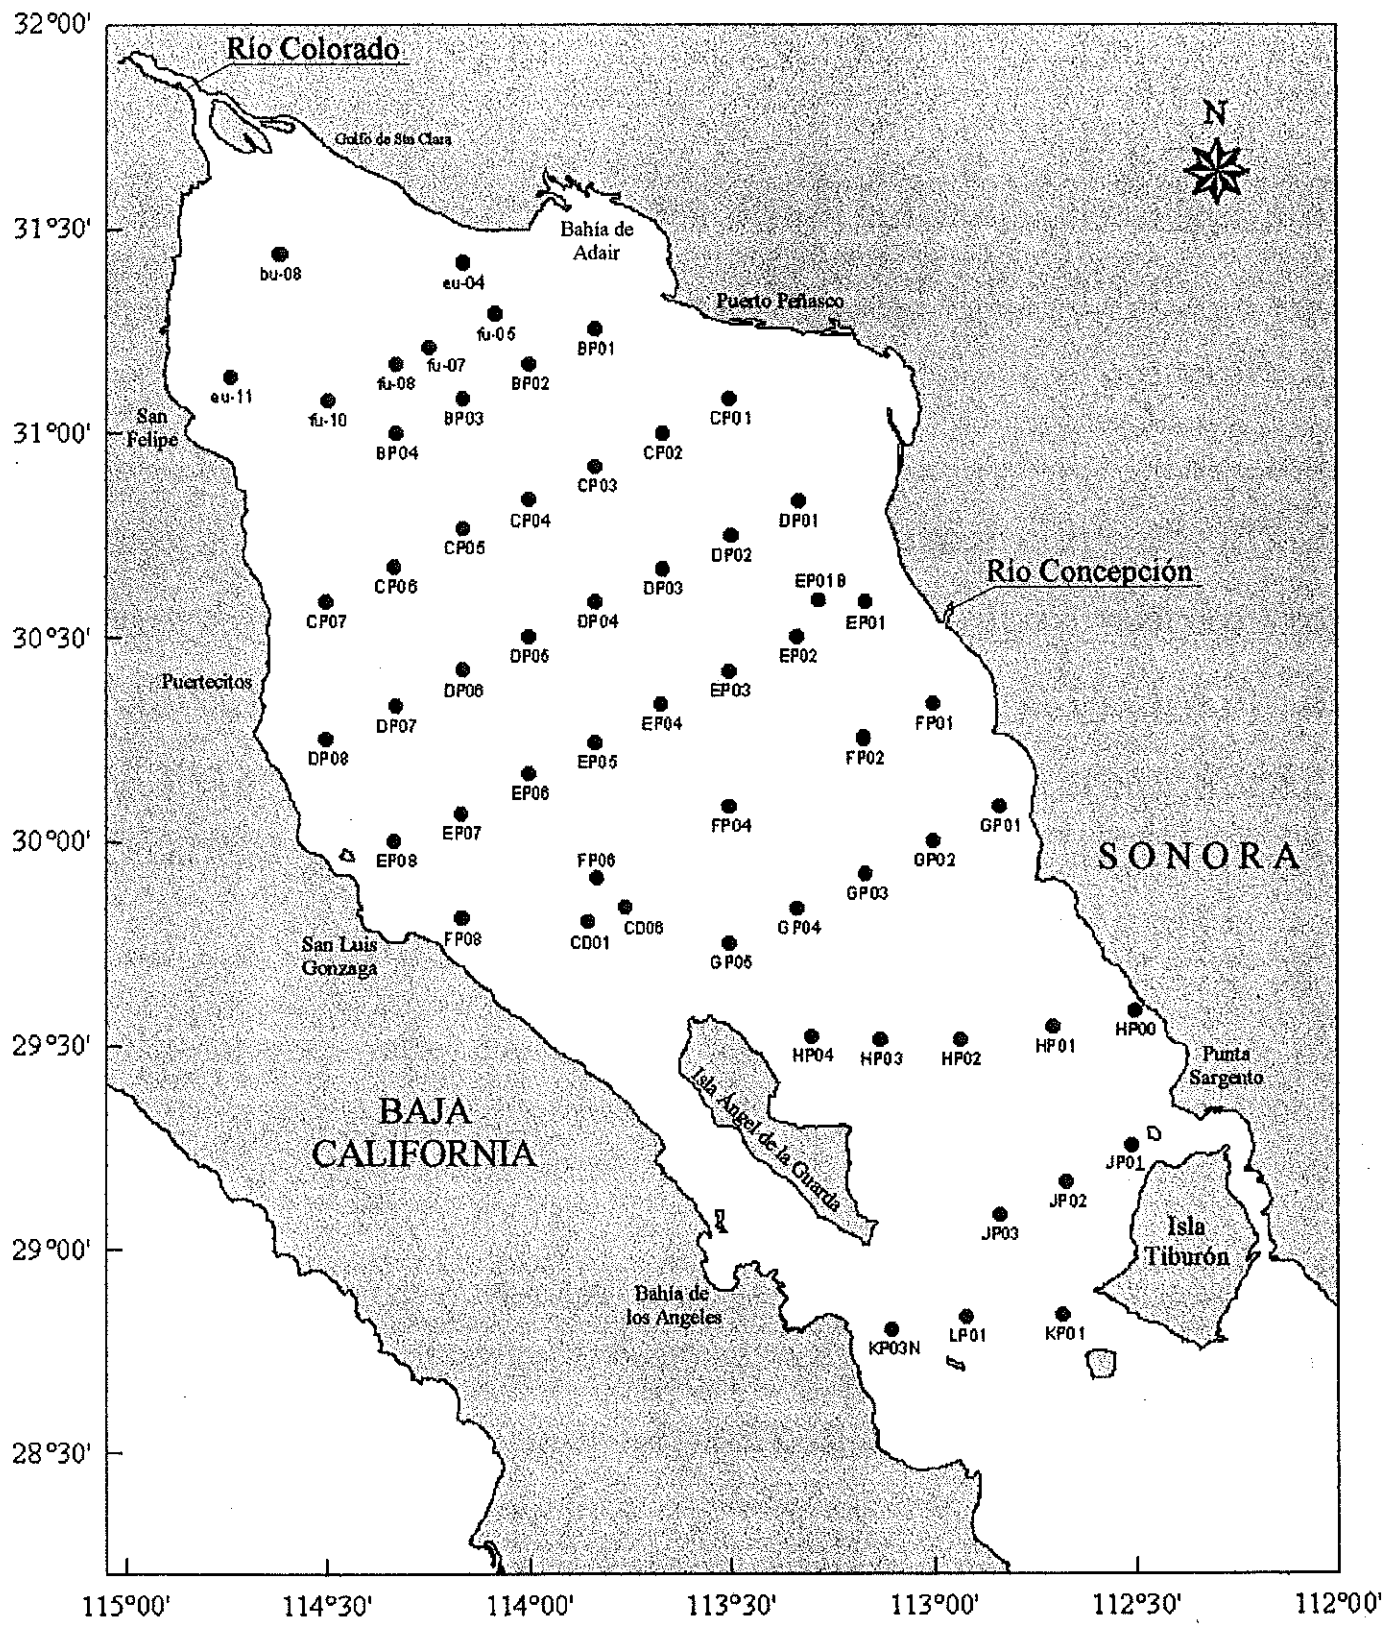 32°00'
Río Colorado
N
Golfo de Sta Clara
31°30'
Bahía de
Adair
bu-08
eu-04
Puerto Peñasco
fu-05
BP01
fu-07
fu-08
BP02
eu-11
fu-10
BP03
CP01
San
Felipe
31°00'
BP04
CP02
CP03
CP04
DP01
CP05
DP02
CP06
DP03
EP01B
Río Concepción
CP07
DP04
EP01
30°30'
DP05
EP02
Puertecitos
DP06
EP03
DP07
EP04
FP01
DP08
EP05
FP02
EP06
EP07
FP04
GP01
30°00'
EP08
FP06
GP02
SONORA
GP03
FP08
CD01
CD06
GP04
San Luis
Gonzaga
GP05
HP00
29°30'
HP04
HP03
HP02
HP01
Punta
Sargento
Isla Ángel de la Guarda
BAJA
CALIFORNIA
JP01
JP02
JP03
Isla
Tiburón
29°00'
Bahía de
los Angeles
KP03N
LP01
KP01
28°30'
115°00'
114°30'
114°00'
113°30'
113°00'
112°30'
112°00'